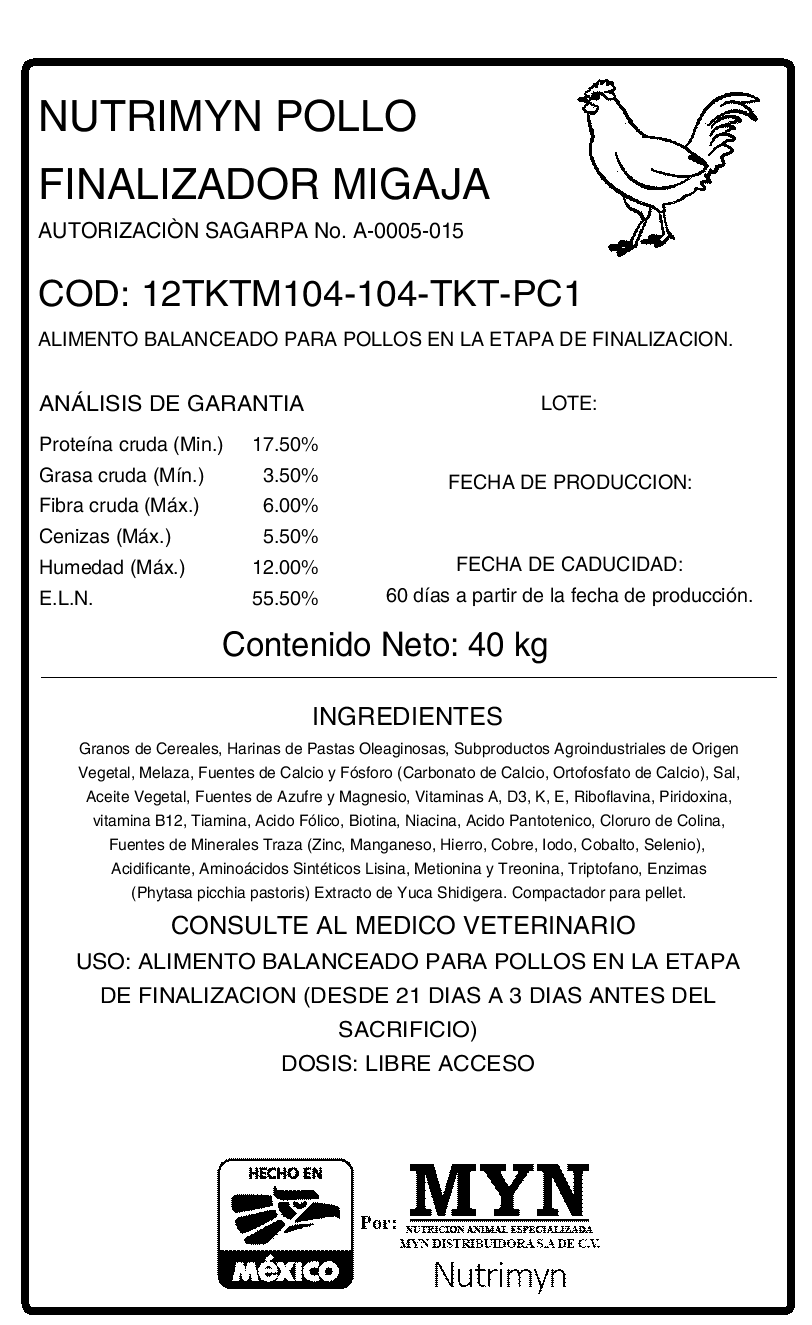 NUTRIMYN POLLO
FINALIZADOR MIGAJA
AUTORIZACIÒN SAGARPA No. A-0005-015
COD: 12TKTM104-104-TKT-PC1
ALIMENTO BALANCEADO PARA POLLOS EN LA ETAPA DE FINALIZACION.
ANÁLISIS DE GARANTIA
Proteína cruda (Min.) 17.50%
Grasa cruda (Mín.) 3.50%
Fibra cruda (Máx.) 6.00%
Cenizas (Máx.) 5.50%
Humedad (Máx.) 12.00%
E.L.N. 55.50%
LOTE:
FECHA DE PRODUCCION:
FECHA DE CADUCIDAD:
60 días a partir de la fecha de producción.
Contenido Neto: 40 kg
INGREDIENTES
Granos de Cereales, Harinas de Pastas Oleaginosas, Subproductos Agroindustriales de Origen
Vegetal, Melaza, Fuentes de Calcio y Fósforo (Carbonato de Calcio, Ortofosfato de Calcio), Sal,
Aceite Vegetal, Fuentes de Azufre y Magnesio, Vitaminas A, D3, K, E, Riboflavina, Piridoxina,
vitamina B12, Tiamina, Acido Fólico, Biotina, Niacina, Acido Pantotenico, Cloruro de Colina,
Fuentes de Minerales Traza (Zinc, Manganeso, Hierro, Cobre, Iodo, Cobalto, Selenio),
Acidificante, Aminoácidos Sintéticos Lisina, Metionina y Treonina, Triptofano, Enzimas
(Phytasa picchia pastoris) Extracto de Yuca Shidigera. Compactador para pellet.
CONSULTE AL MEDICO VETERINARIO
USO: ALIMENTO BALANCEADO PARA POLLOS EN LA ETAPA
DE FINALIZACION (DESDE 21 DIAS A 3 DIAS ANTES DEL
SACRIFICIO)
DOSIS: LIBRE ACCESO
HECHO EN
MéXICO
Por:
MYN
NUTRICION ANIMAL ESPECIALIZADA
MYN DISTRIBUIDORA S.A DE C.V.
Nutrimyn